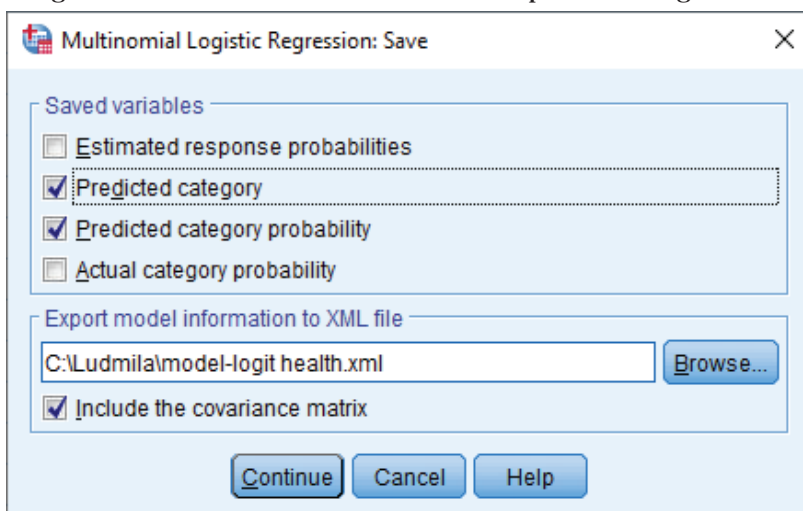 Multinomial Logistic Regression: Save
Saved variables
Estimated response probabilities
Predicted category
Predicted category probability
Actual category probability
Export model information to XML file
C:\Ludmila\model-logit health.xml
Browse...
Include the covariance matrix
Continue Cancel Help